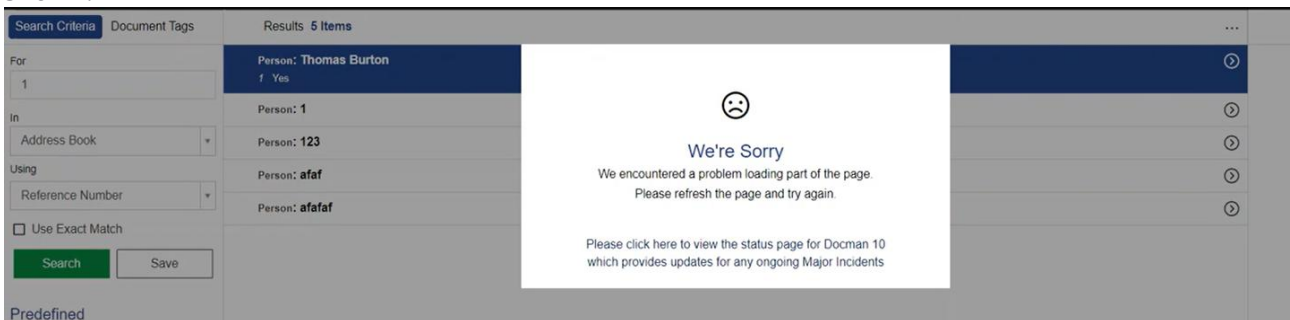 Search Criteria Document Tags
Results 5 Items
...
For
1
In
Address Book
Using
Reference Number
Use Exact Match
Search Save
Predefined
Person: Thomas Burton
1 Yes
Person: 1
Person: 123
Person: afaf
Person: afafaf
We're Sorry
We encountered a problem loading part of the page.
Please refresh the page and try again.
Please click here to view the status page for Docman 10
which provides updates for any ongoing Major Incidents